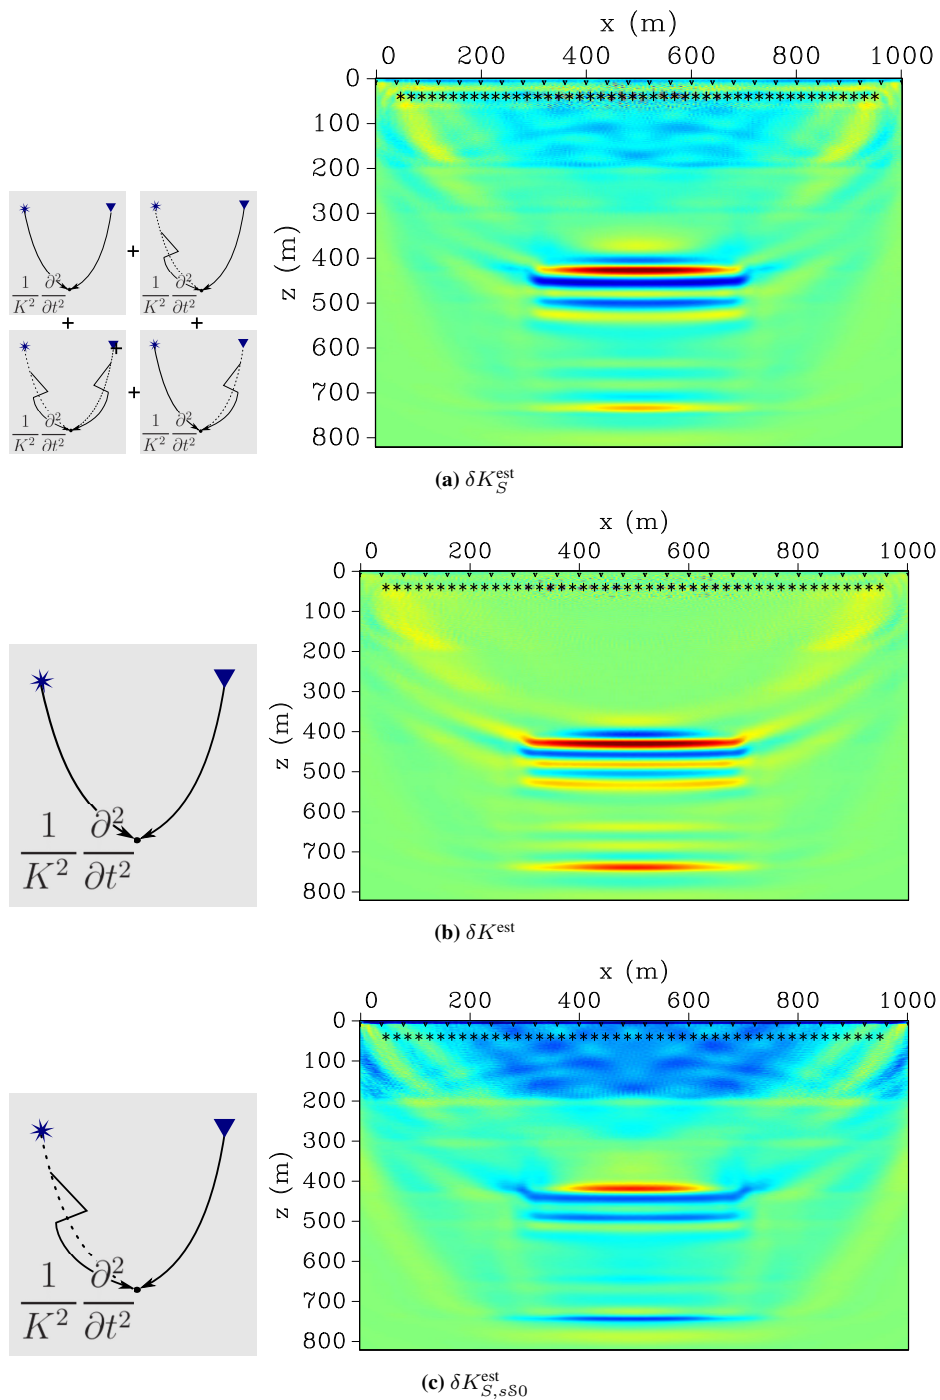 x (m)
0 200 400 600 800 1000
0
100
200
300
400
500
600
700
800
z (m)
+
1/K² ∂²/∂t²
1/K² ∂²/∂t²
+ +
+
+
1/K² ∂²/∂t²
1/K² ∂²/∂t²
(a) δK_S^est
x (m)
0 200 400 600 800 1000
0
100
200
300
400
500
600
700
800
z (m)
1/K² ∂²/∂t²
(b) δK^est
x (m)
0 200 400 600 800 1000
0
100
200
300
400
500
600
700
800
z (m)
1/K² ∂²/∂t²
(c) δK_{S,s𝕊0}^est